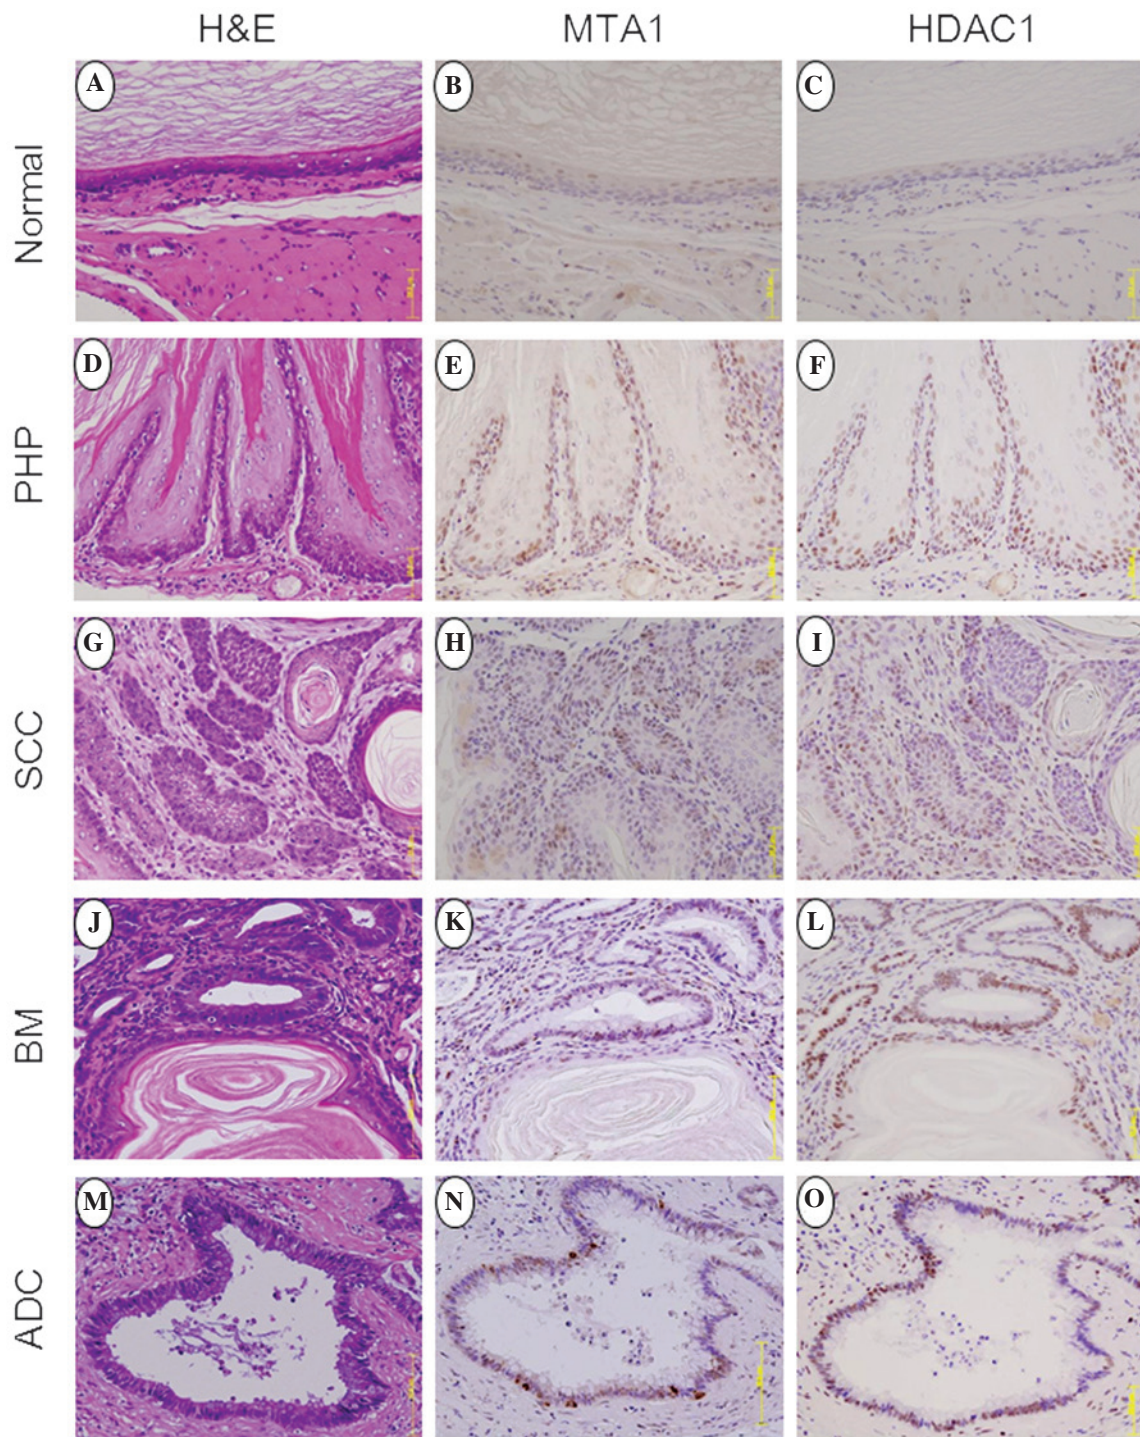 H&E MTA1 HDAC1
Normal A B C
PHP D E F
SCC G H I
BM J K L
ADC M N O